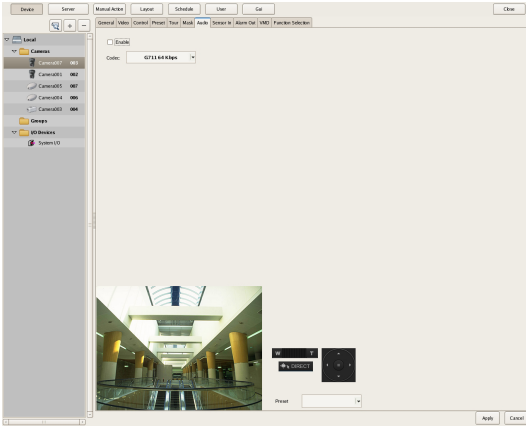 Device Server Manual Action Layout Schedule User GUI Close
General Video Control Preset Tour Mask Audio Sensor In Alarm Out VMD Function Selection
Enable
Codec: G711 64 Kbps
Local
Cameras
Camera007 003
Camera001 002
Camera005 007
Camera004 006
Camera003 004
Groups
I/O Devices
System I/O
W T
DIRECT
Preset
Apply Cancel